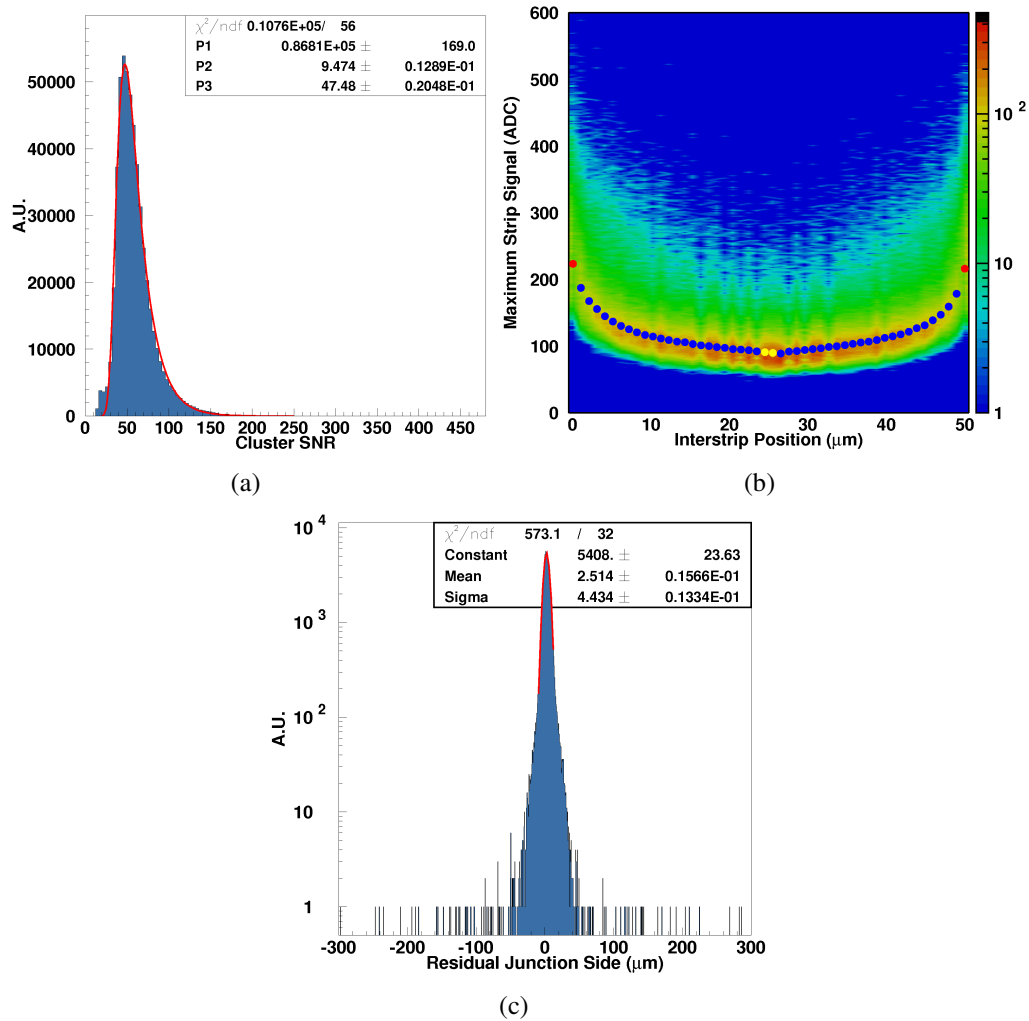 χ²/ndf 0.1076E+05/ 56
P1 0.8681E+05 ± 169.0
P2 9.474 ± 0.1289E-01
P3 47.48 ± 0.2048E-01
A.U.
50000
40000
30000
20000
10000
0
0 50 100 150 200 250 300 350 400 450
Cluster SNR
(a)
Maximum Strip Signal (ADC)
600
500
400
300
200
100
0
0 10 20 30 40 50
Interstrip Position (μm)
10²
10
1
(b)
χ²/ndf 573.1 / 32
Constant 5408. ± 23.63
Mean 2.514 ± 0.1566E-01
Sigma 4.434 ± 0.1334E-01
A.U.
10⁴
10³
10²
10
1
-300 -200 -100 0 100 200 300
Residual Junction Side (μm)
(c)